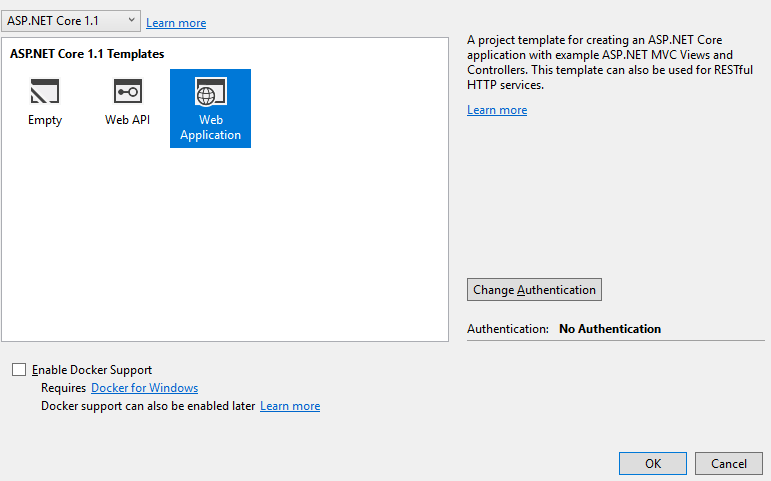 ASP.NET Core 1.1
Learn more
ASP.NET Core 1.1 Templates
Empty
Web API
Web
Application
A project template for creating an ASP.NET Core
application with example ASP.NET MVC Views and
Controllers. This template can also be used for RESTful
HTTP services.
Learn more
Change Authentication
Authentication: No Authentication
Enable Docker Support
Requires Docker for Windows
Docker support can also be enabled later Learn more
OK
Cancel